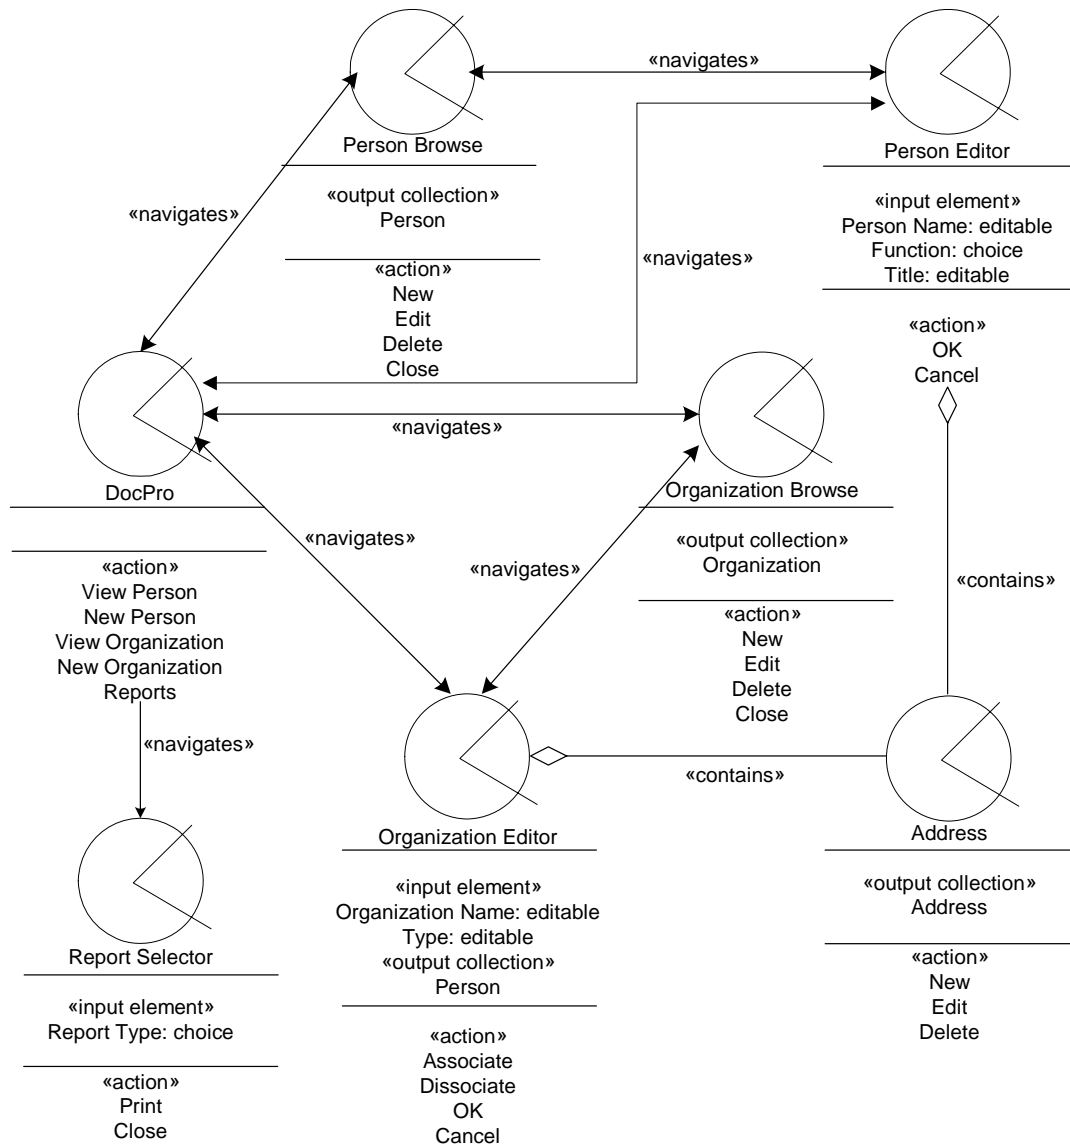 «navigates»
Person Browse
Person Editor
«output collection»
Person
«action»
New
Edit
Delete
Close
«input element»
Person Name: editable
Function: choice
Title: editable
«action»
OK
Cancel
«navigates»
«navigates»
«navigates»
DocPro
«action»
View Person
New Person
View Organization
New Organization
Reports
Organization Browse
«output collection»
Organization
«action»
New
Edit
Delete
Close
«navigates»
«navigates»
«contains»
«navigates»
«contains»
Report Selector
«input element»
Report Type: choice
«action»
Print
Close
Organization Editor
«input element»
Organization Name: editable
Type: editable
«output collection»
Person
«action»
Associate
Dissociate
OK
Cancel
Address
«output collection»
Address
«action»
New
Edit
Delete